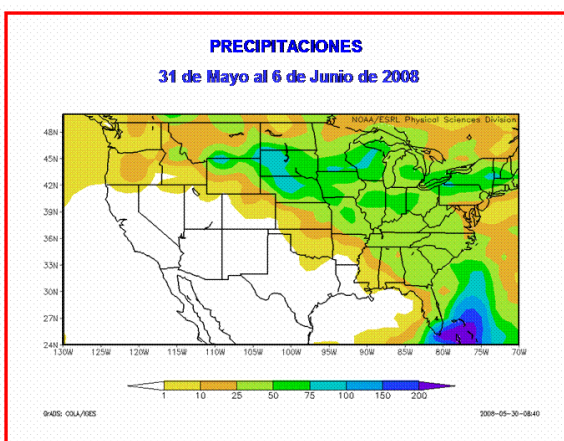 PRECIPITACIONES
31 de Mayo al 6 de Junio de 2008
NOAA/ESRL Physical Sciences Division
48N
45N
42N
39N
36N
33N
30N
27N
24N
130W 125W 120W 115W 110W 105W 100W 95W 90W 85W 80W 75W 70W
1 10 25 50 75 100 150 200
GrADS: COLA/IGES 2008-05-30-08:40